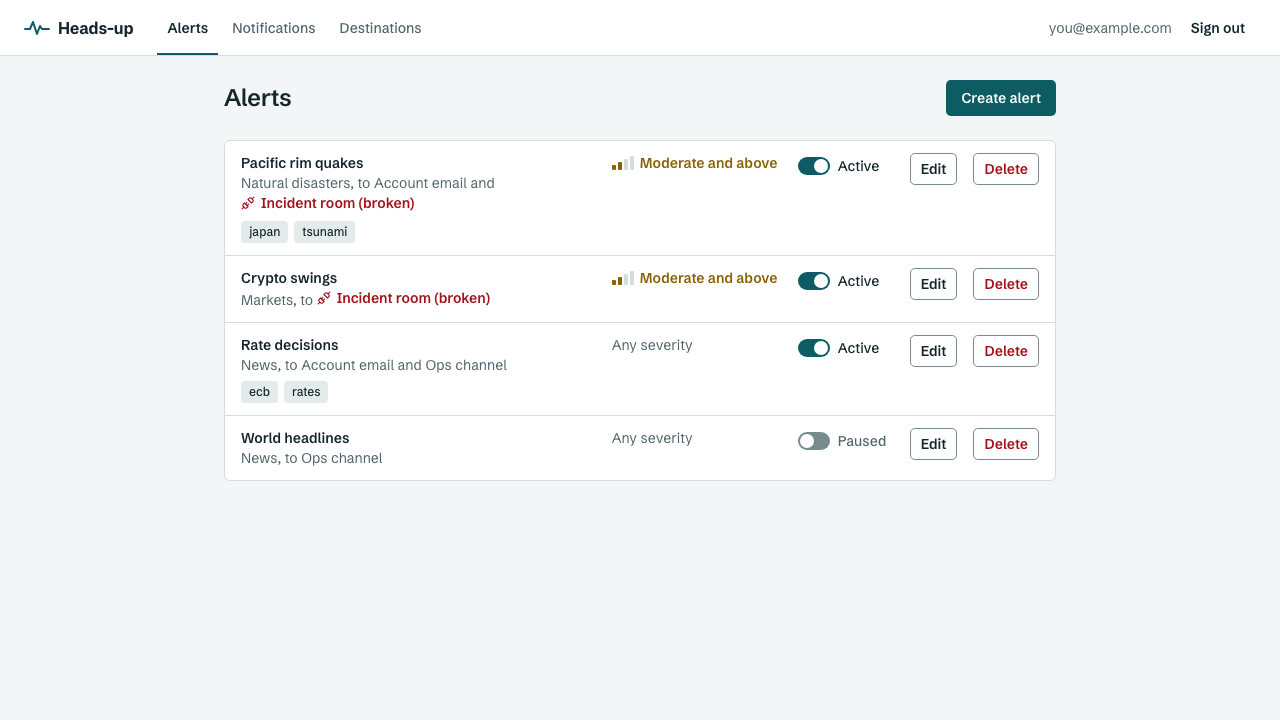 Heads-up Alerts Notifications Destinations you@example.com Sign out
Alerts Create alert
Pacific rim quakes Moderate and above Active Edit Delete
Natural disasters, to Account email and
Incident room (broken)
japan tsunami
Crypto swings Moderate and above Active Edit Delete
Markets, to Incident room (broken)
Rate decisions Any severity Active Edit Delete
News, to Account email and Ops channel
ecb rates
World headlines Any severity Paused Edit Delete
News, to Ops channel